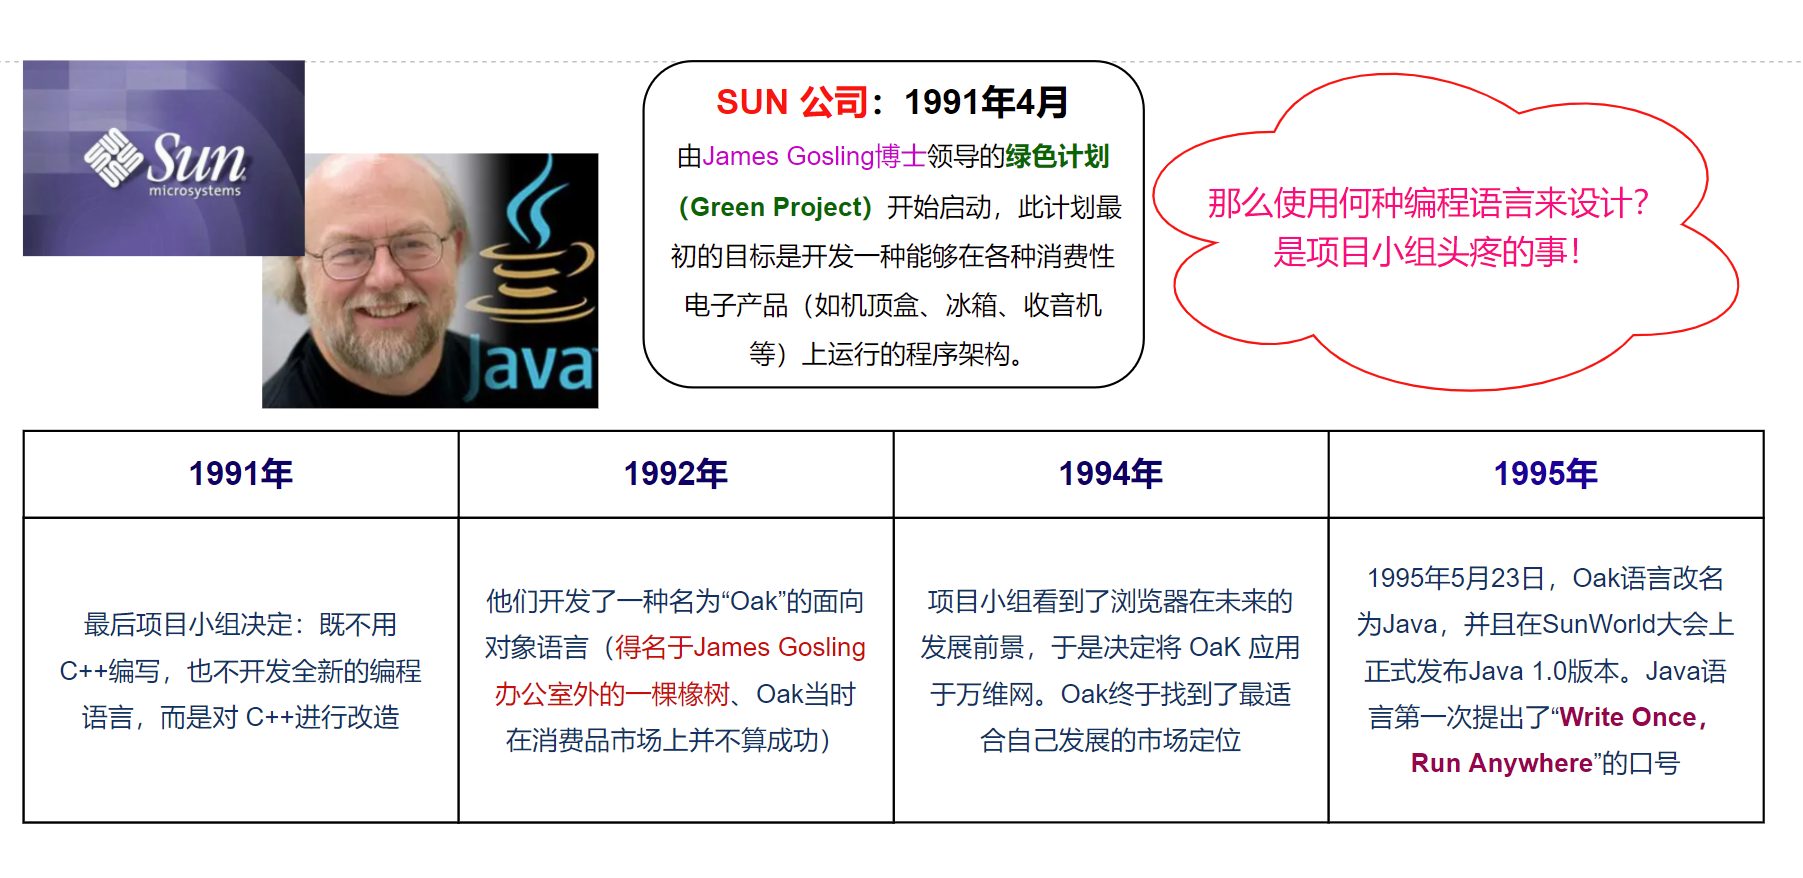 Sun
microsystems
Java
SUN 公司：1991年4月
由James Gosling博士领导的绿色计划
（Green Project）开始启动，此计划最
初的目标是开发一种能够在各种消费性
电子产品（如机顶盒、冰箱、收音机
等）上运行的程序架构。
那么使用何种编程语言来设计？
是项目小组头疼的事！
1991年
1992年
1994年
1995年
最后项目小组决定：既不用
C++编写，也不开发全新的编程
语言，而是对 C++进行改造
他们开发了一种名为“Oak”的面向
对象语言（得名于James Gosling
办公室外的一棵橡树、Oak当时
在消费品市场上并不算成功）
项目小组看到了浏览器在未来的
发展前景，于是决定将 OaK 应用
于万维网。Oak终于找到了最适
合自己发展的市场定位
1995年5月23日，Oak语言改名
为Java，并且在SunWorld大会上
正式发布Java 1.0版本。Java语
言第一次提出了“Write Once，
Run Anywhere”的口号